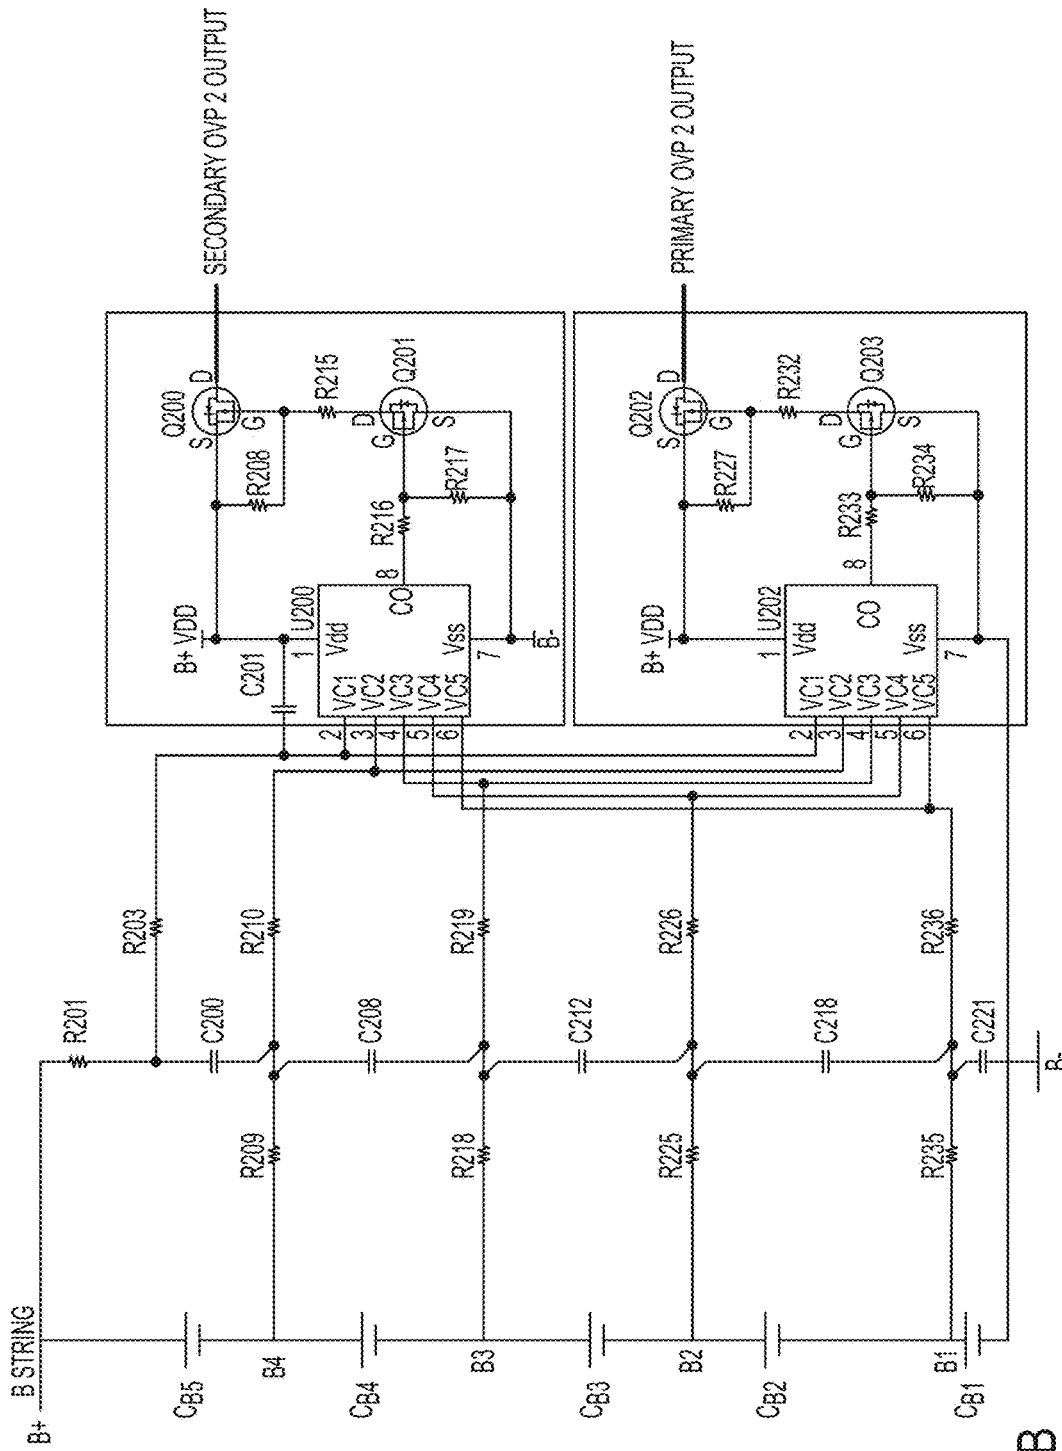 B STRING
B+
CB5
B4
CB4
B3
CB3
B2
CB2
B1
CB1
R201
R203
C200
R209
R210
C208
R218
R219
C212
R225
R226
C218
R235
R236
C221
B-
SECONDARY OVP 2 OUTPUT
B+ VDD
C201
1
U200
Vdd
2
VC1
3
VC2
4
VC3
5
VC4
6
VC5
Vss
7
B-
CO
8
R216
R217
R208
R215
Q200
S
D
G
Q201
D
G
S
PRIMARY OVP 2 OUTPUT
B+ VDD
1
U202
Vdd
2
VC1
3
VC2
4
VC3
5
VC4
6
VC5
Vss
7
CO
8
R233
R234
R227
R232
Q202
S
D
G
Q203
D
G
S
B